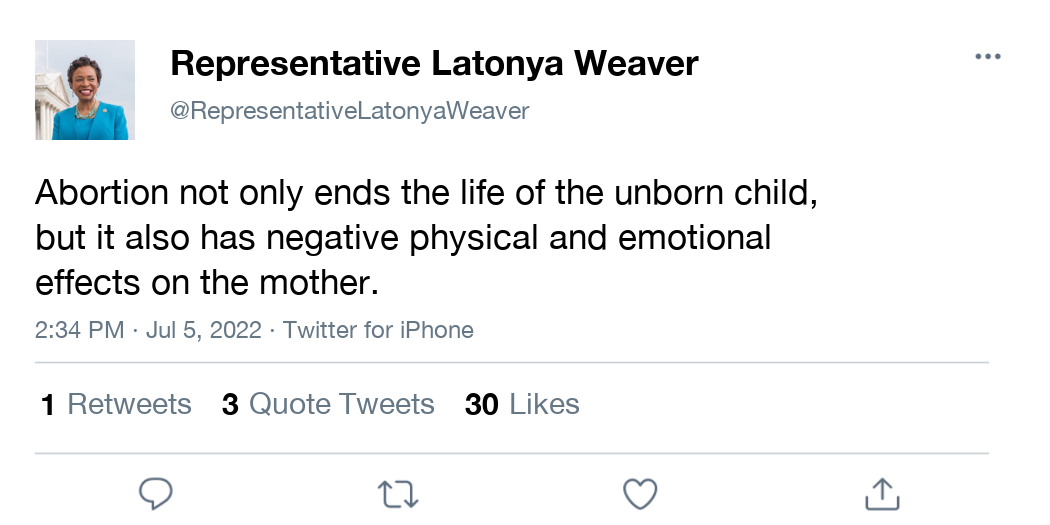 Representative Latonya Weaver
@RepresentativeLatonyaWeaver
Abortion not only ends the life of the unborn child,
but it also has negative physical and emotional
effects on the mother.
2:34 PM · Jul 5, 2022 · Twitter for iPhone
1 Retweets 3 Quote Tweets 30 Likes